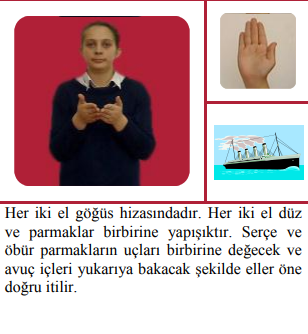 Her iki el göğüs hizasındadır. Her iki el düz
ve parmaklar birbirine yapışıktır. Serçe ve
öbür parmakların uçları birbirine değecek ve
avuç içleri yukarıya bakacak şekilde eller öne
doğru itilir.